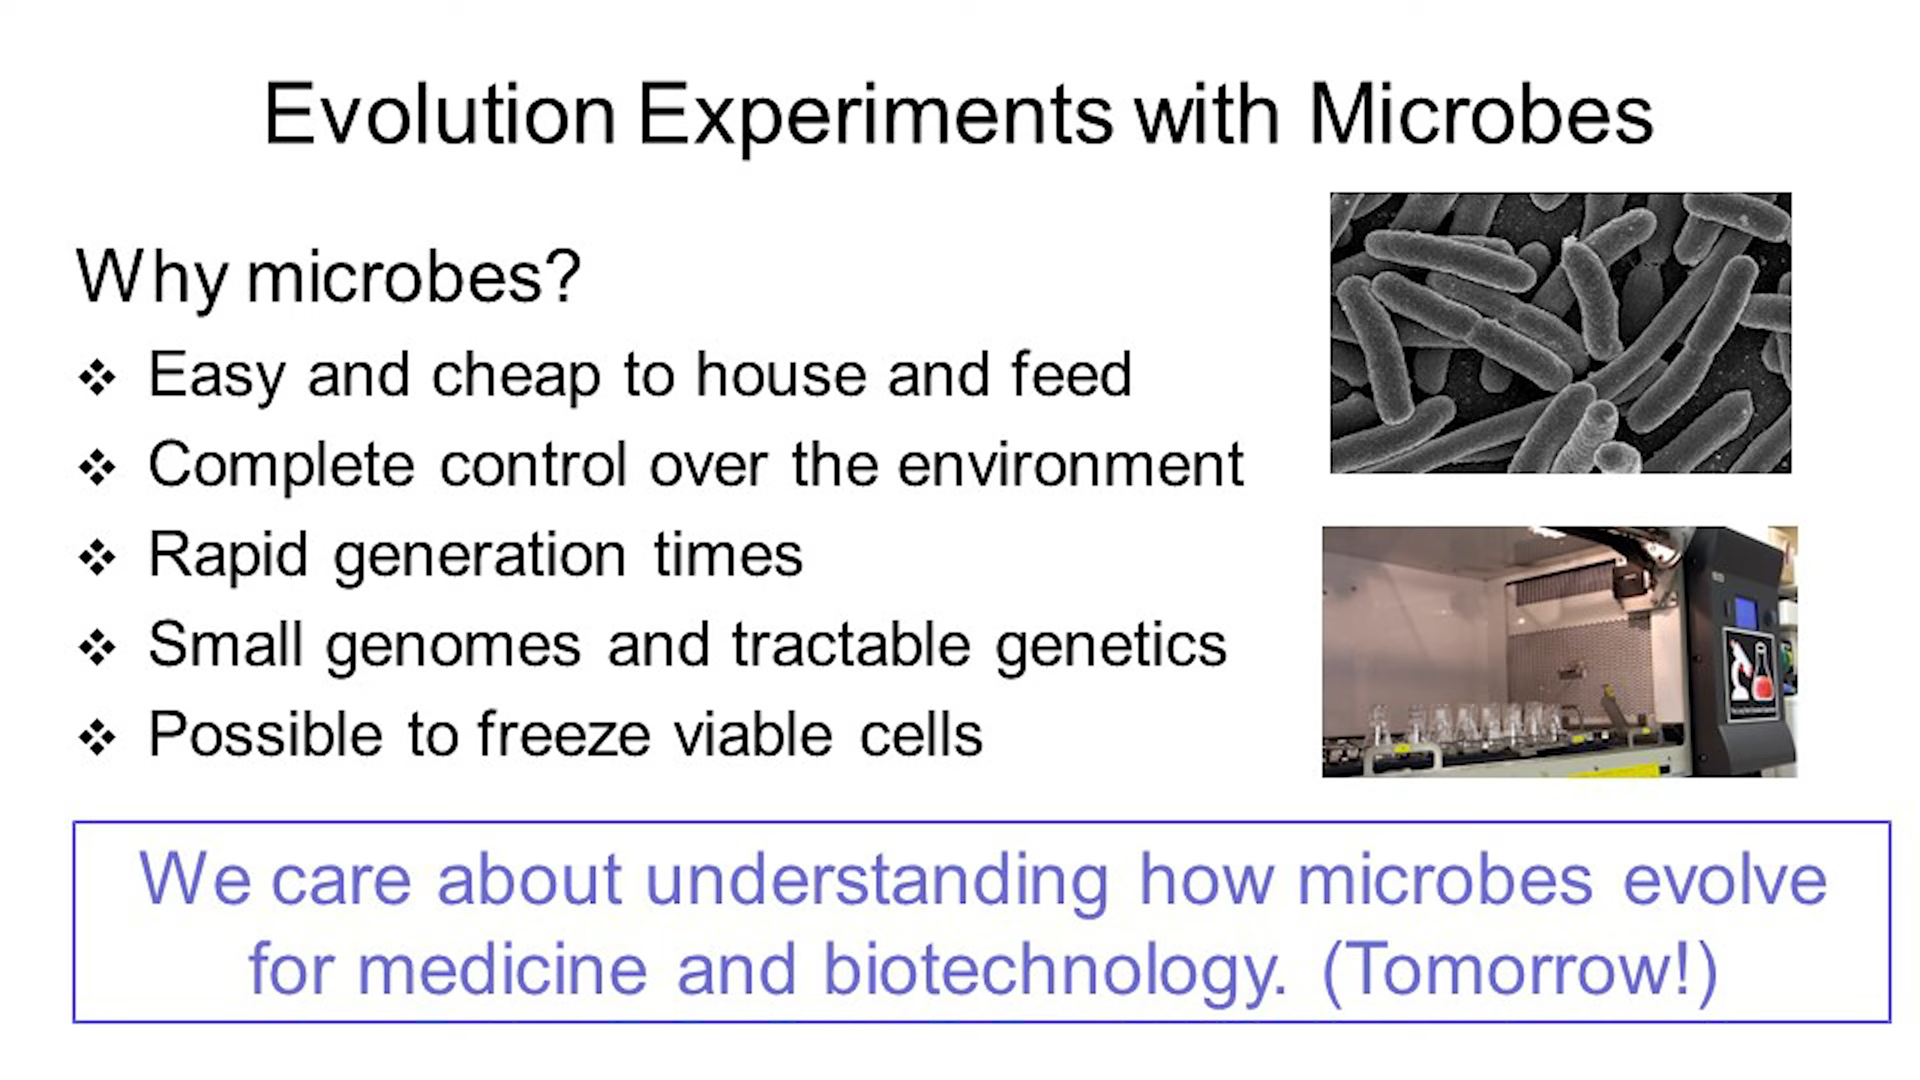 Evolution Experiments with Microbes
Why microbes?
❖ Easy and cheap to house and feed
❖ Complete control over the environment
❖ Rapid generation times
❖ Small genomes and tractable genetics
❖ Possible to freeze viable cells
We care about understanding how microbes evolve
for medicine and biotechnology. (Tomorrow!)